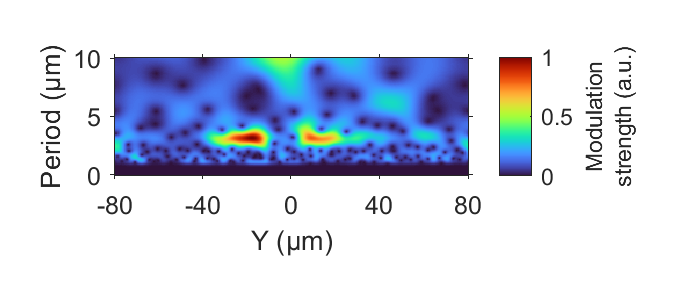 Period (μm)
10
5
0
-80
-40
0
40
80
Y (μm)
1
0.5
0
Modulation
strength (a.u.)